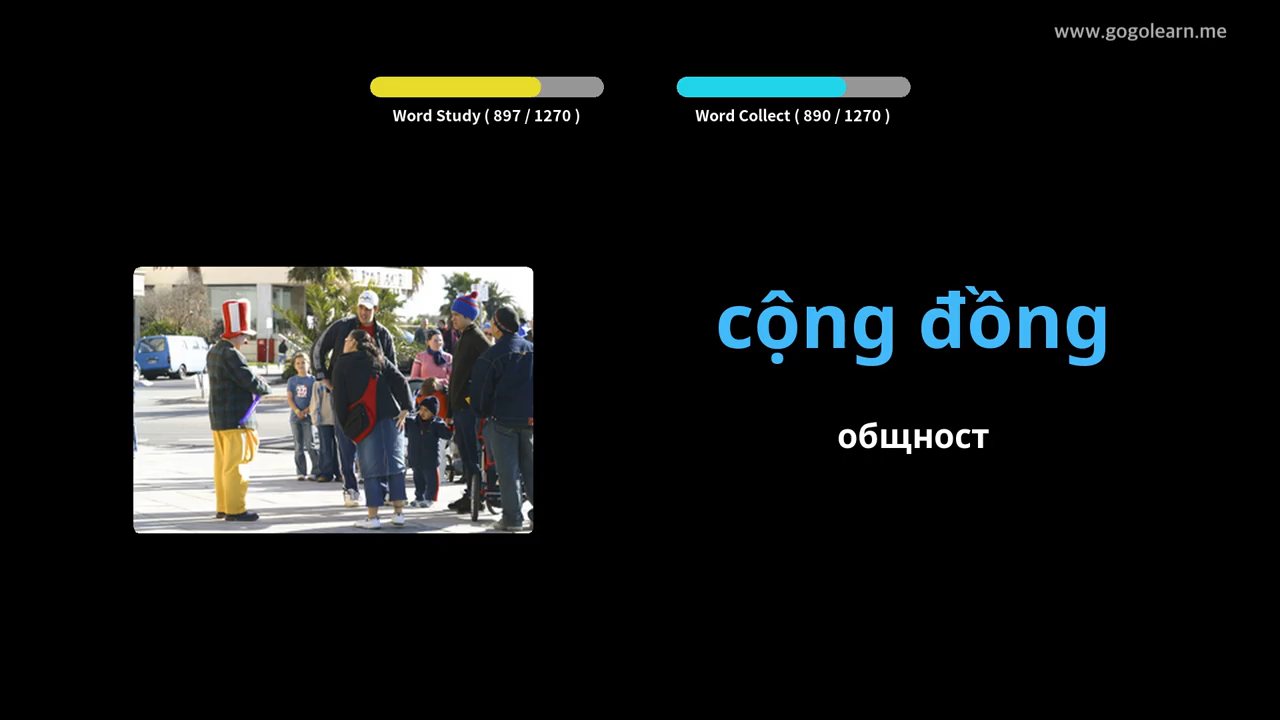 www.gogolearn.me
Word Study ( 897 / 1270 )
Word Collect ( 890 / 1270 )
cộng đồng
общност